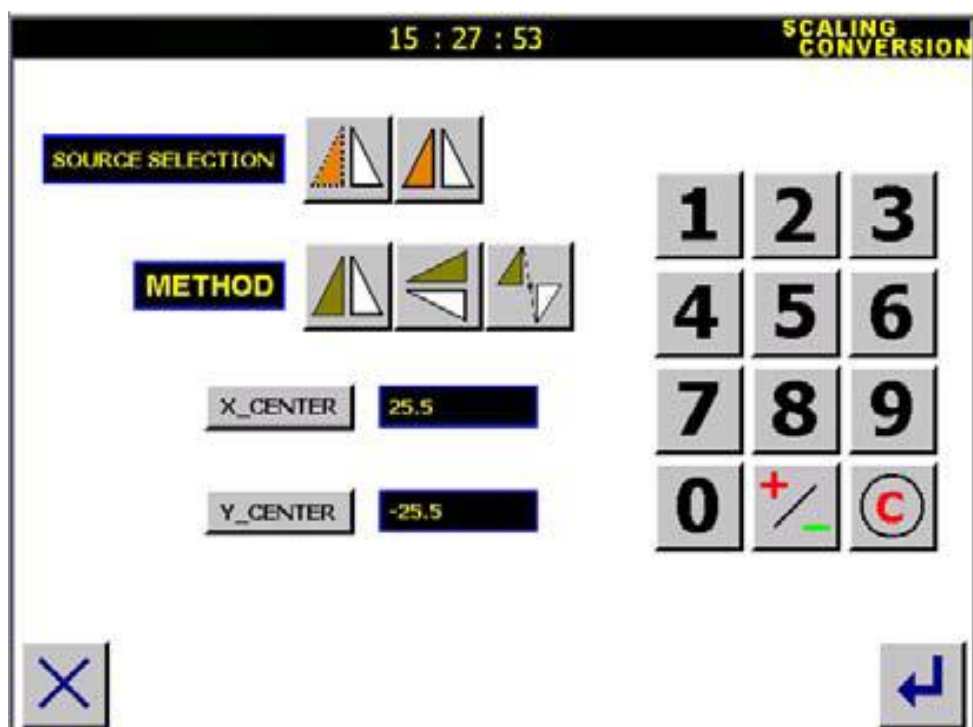 15 : 27 : 53
SCALING
CONVERSION
SOURCE SELECTION
1 2 3
METHOD
4 5 6
X_CENTER 25.5
7 8 9
Y_CENTER -25.5
0 +/- C